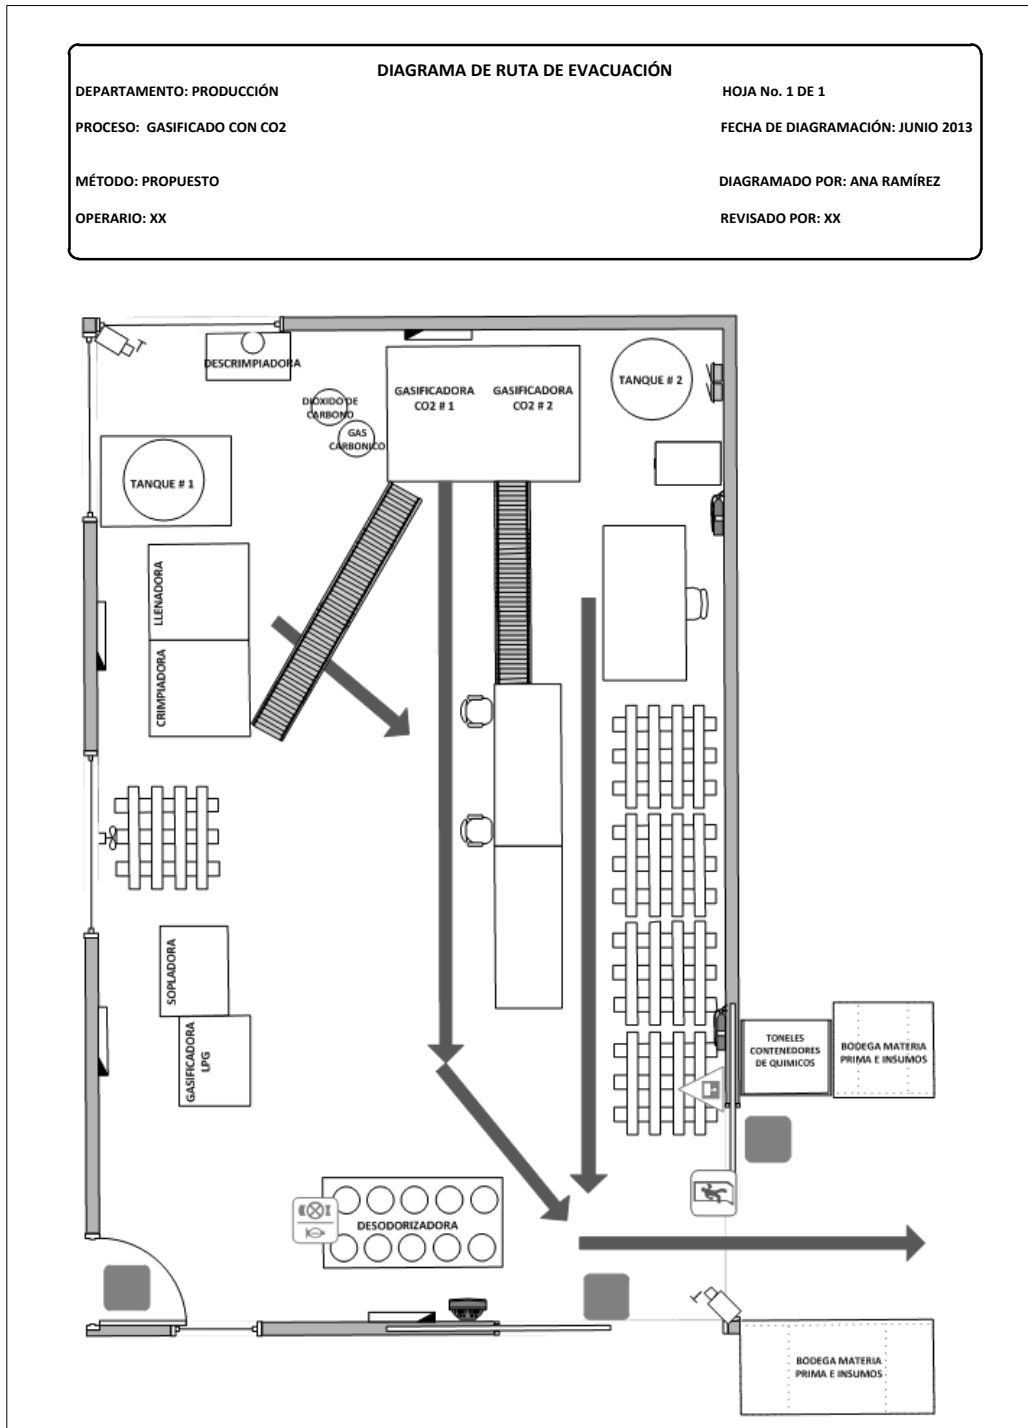 DIAGRAMA DE RUTA DE EVACUACIÓN
DEPARTAMENTO: PRODUCCIÓN
HOJA No. 1 DE 1
PROCESO: GASIFICADO CON CO2
FECHA DE DIAGRAMACIÓN: JUNIO 2013
MÉTODO: PROPUESTO
DIAGRAMADO POR: ANA RAMÍREZ
OPERARIO: XX
REVISADO POR: XX
DESCRIMPIADORA
GASIFICADORA
CO2 # 1
GASIFICADORA
CO2 # 2
TANQUE # 2
DIOXIDO DE
CARBONO
GAS
CARBONICO
TANQUE # 1
LLENADORA
CRIMPIADORA
SOPLADORA
GASIFICADORA
LPG
TONELES
CONTENEDORES
DE QUIMICOS
BODEGA MATERIA
PRIMA E INSUMOS
DESODORIZADORA
BODEGA MATERIA
PRIMA E INSUMOS